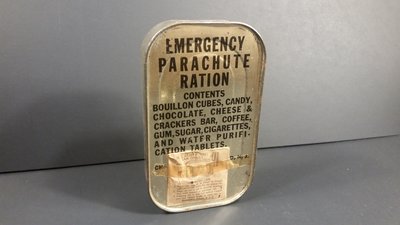 EMERGENCY
PARACHUTE
RATION
CONTENTS
BOUILLON CUBES, CANDY,
CHOCOLATE, CHEESE &
CRACKERS BAR, COFFEE,
GUM, SUGAR, CIGARETTES,
AND WATER PURIFI-
CATION TABLETS.